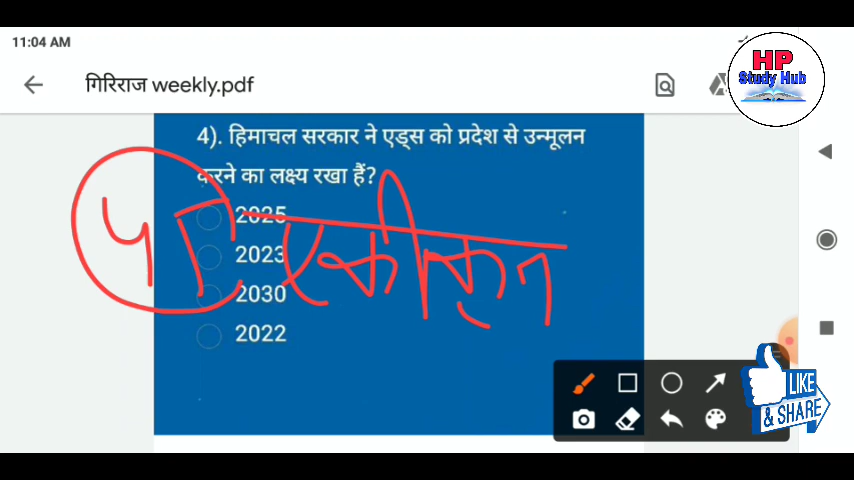 11:04 AM
गिरिराज weekly.pdf
HP
Study Hub
4). हिमाचल सरकार ने एड्स को प्रदेश से उन्मूलन
करने का लक्ष्य रखा हैं?
2025
2023
2030
2022
एकीकृत
LIKE
& SHARE